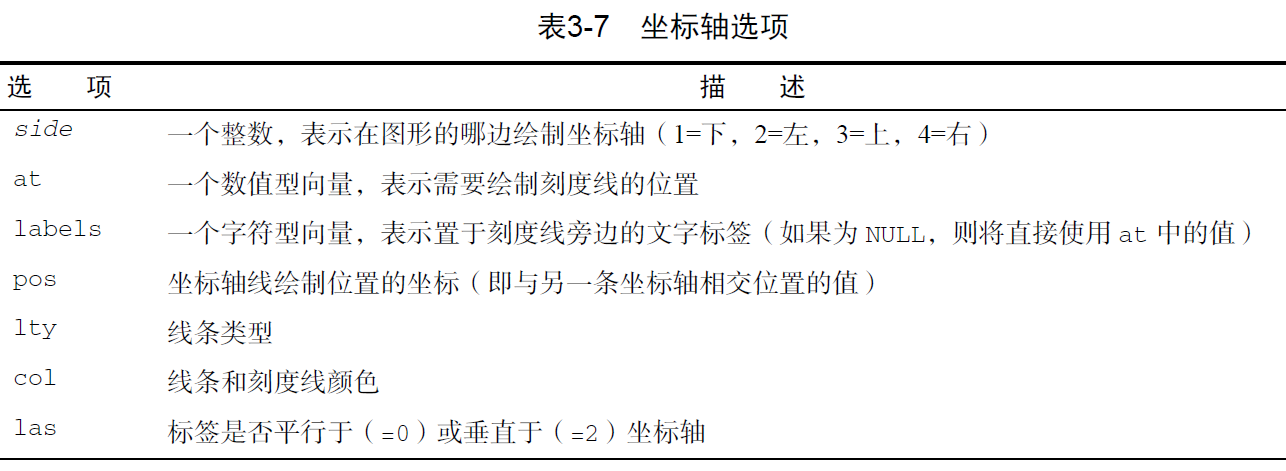 表3-7 坐标轴选项
选 项 描 述
side 一个整数，表示在图形的哪边绘制坐标轴（1=下，2=左，3=上，4=右）
at 一个数值型向量，表示需要绘制刻度线的位置
labels 一个字符型向量，表示置于刻度线旁边的文字标签（如果为 NULL，则将直接使用 at 中的值）
pos 坐标轴线绘制位置的坐标（即与另一条坐标轴相交位置的值）
lty 线条类型
col 线条和刻度线颜色
las 标签是否平行于（=0）或垂直于（=2）坐标轴